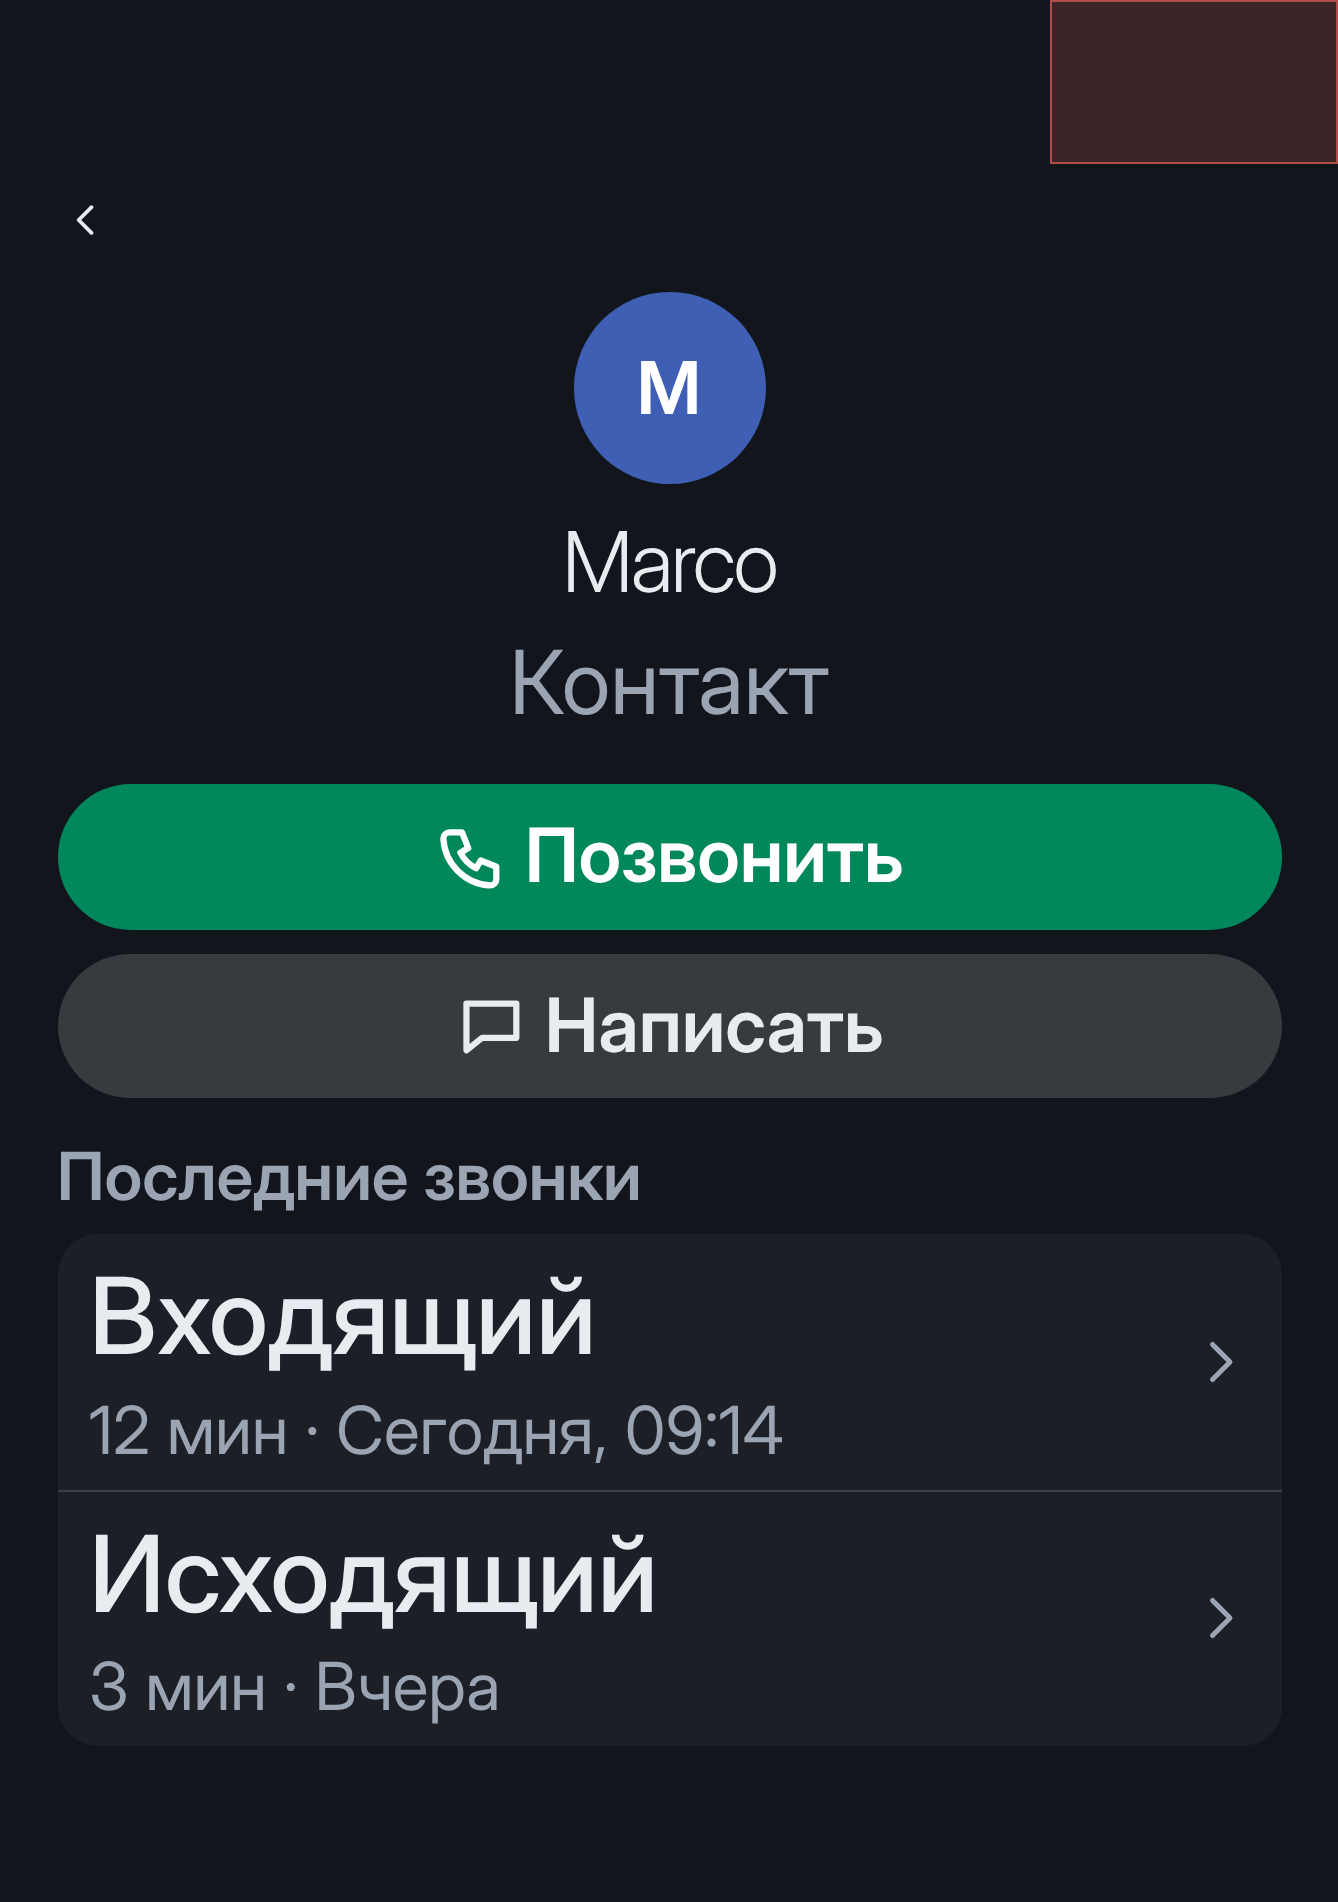 M
Marco
Контакт
Позвонить
Написать
Последние звонки
Входящий
12 мин · Сегодня, 09:14
Исходящий
3 мин · Вчера